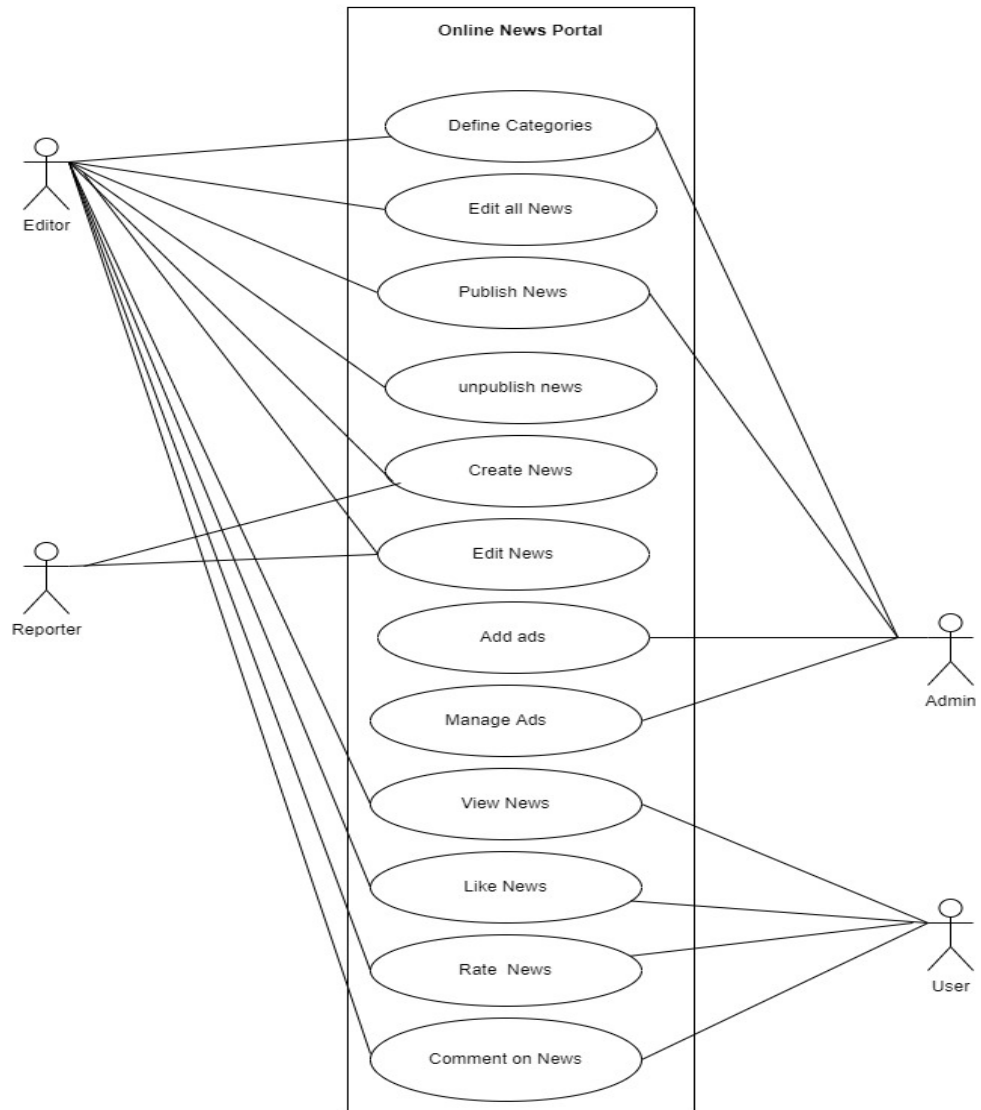 Online News Portal
Define Categories
Editor
Edit all News
Publish News
unpublish news
Create News
Edit News
Reporter
Add ads
Admin
Manage Ads
View News
Like News
Rate News
User
Comment on News